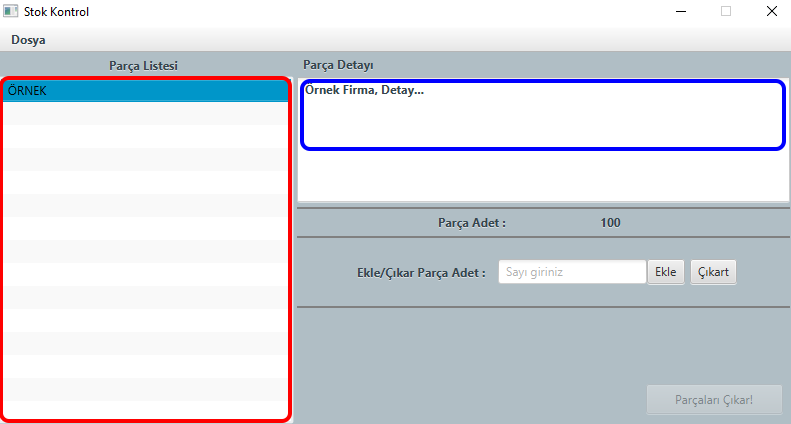 Stok Kontrol
Dosya
Parça Listesi
ÖRNEK
Parça Detayı
Örnek Firma, Detay...
Parça Adet : 100
Ekle/Çıkar Parça Adet : Sayı giriniz Ekle Çıkart
Parçaları Çıkar!